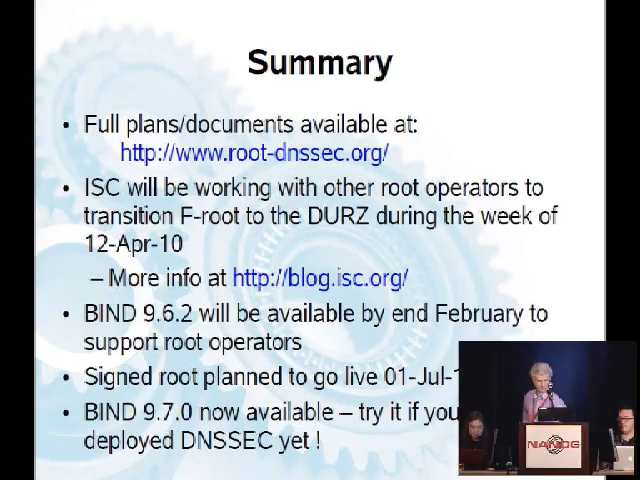 Summary
• Full plans/documents available at:
http://www.root-dnssec.org/
• ISC will be working with other root operators to
transition F-root to the DURZ during the week of
12-Apr-10
– More info at http://blog.isc.org/
• BIND 9.6.2 will be available by end February to
support root operators
• Signed root planned to go live 01-Jul-1
• BIND 9.7.0 now available – try it if you
deployed DNSSEC yet !
NANOG